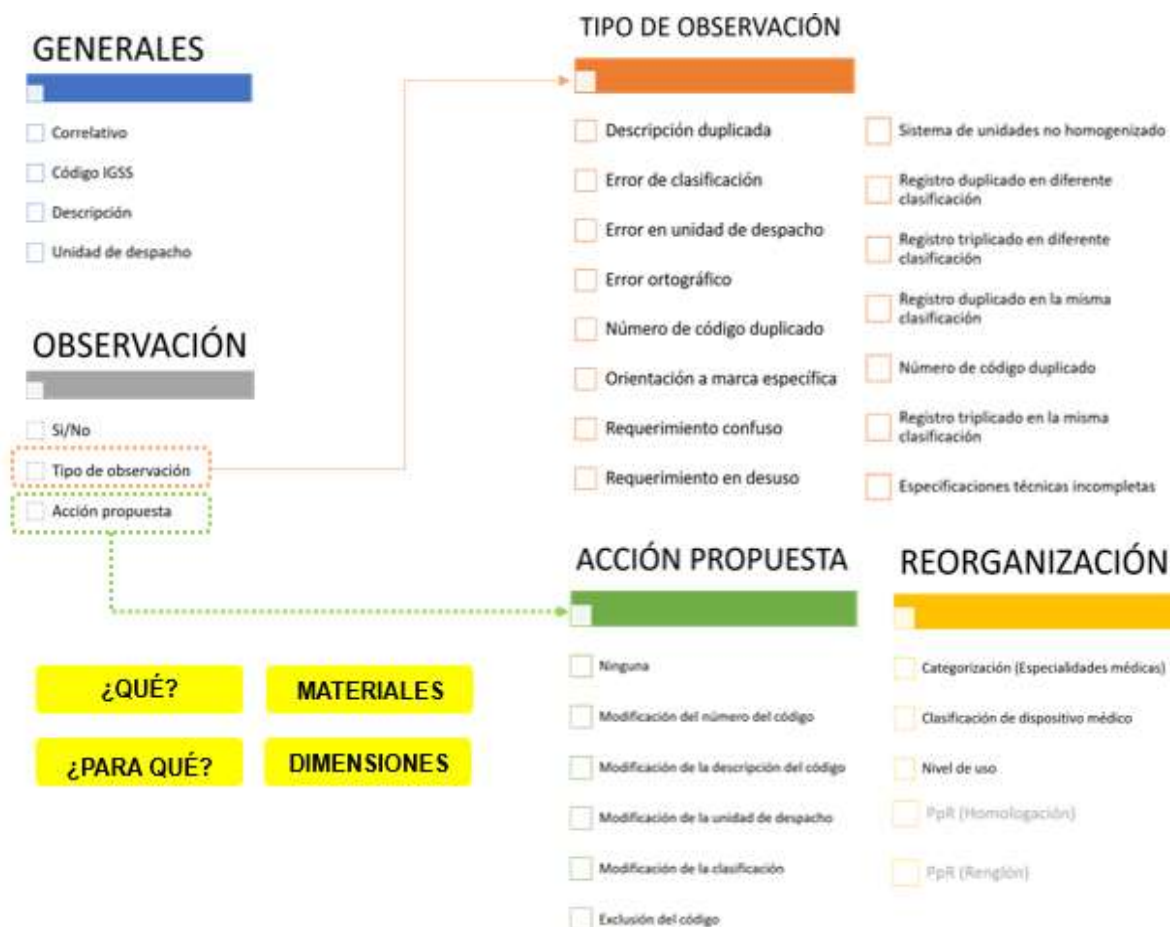 GENERALES
Correlativo
Código IGSS
Descripción
Unidad de despacho
OBSERVACIÓN
Si/No
Tipo de observación
Acción propuesta
TIPO DE OBSERVACIÓN
Descripción duplicada
Error de clasificación
Error en unidad de despacho
Error ortográfico
Número de código duplicado
Orientación a marca específica
Requerimiento confuso
Requerimiento en desuso
Sistema de unidades no homogenizado
Registro duplicado en diferente
clasificación
Registro triplicado en diferente
clasificación
Registro duplicado en la misma
clasificación
Número de código duplicado
Registro triplicado en la misma
clasificación
Especificaciones técnicas incompletas
ACCIÓN PROPUESTA
Ninguna
Modificación del número del código
Modificación de la descripción del código
Modificación de la unidad de despacho
Modificación de la clasificación
Exclusión del código
REORGANIZACIÓN
Categorización (Especialidades médicas)
Clasificación de dispositivo médico
Nivel de uso
PpR (Homologación)
PpR (Renglón)
¿QUÉ?
MATERIALES
¿PARA QUÉ?
DIMENSIONES